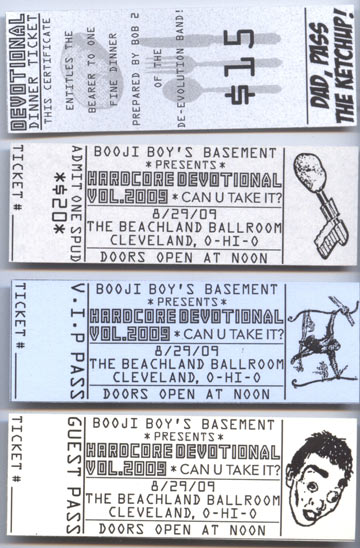 DEVOTIONAL
DINNER TICKET
THIS CERTIFICATE
ENTITLES THE
BEARER TO ONE
FINE DINNER
PREPARED BY BOB 2
OF THE
DE-EVOLUTION BAND!
$15
DAD, PASS
THE KETCHUP!
TICKET #
ADMIT ONE SPUD
*$20*
BOOJI BOY'S BASEMENT
*PRESENTS*
HARDCORE DEVOTIONAL
VOL.2009 *CAN U TAKE IT?
8/29/09
THE BEACHLAND BALLROOM
CLEVELAND, O-HI-O
DOORS OPEN AT NOON
TICKET #
V.I.P PASS
BOOJI BOY'S BASEMENT
*PRESENTS*
HARDCORE DEVOTIONAL
VOL.2009 *CAN U TAKE IT?
8/29/09
THE BEACHLAND BALLROOM
CLEVELAND, O-HI-O
DOORS OPEN AT NOON
TICKET #
GUEST PASS
BOOJI BOY'S BASEMENT
*PRESENTS*
HARDCORE DEVOTIONAL
VOL.2009 *CAN U TAKE IT?
8/29/09
THE BEACHLAND BALLROOM
CLEVELAND, O-HI-O
DOORS OPEN AT NOON